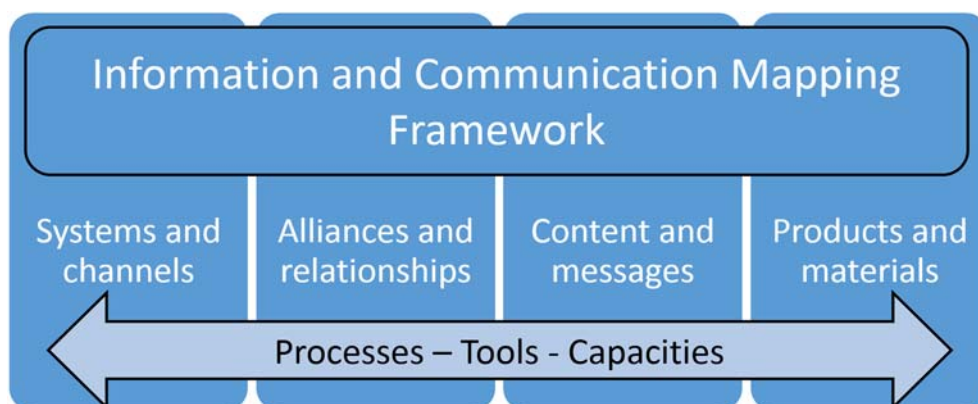 Information and Communication Mapping
Framework
Systems and
channels
Alliances and
relationships
Content and
messages
Products and
materials
Processes – Tools - Capacities